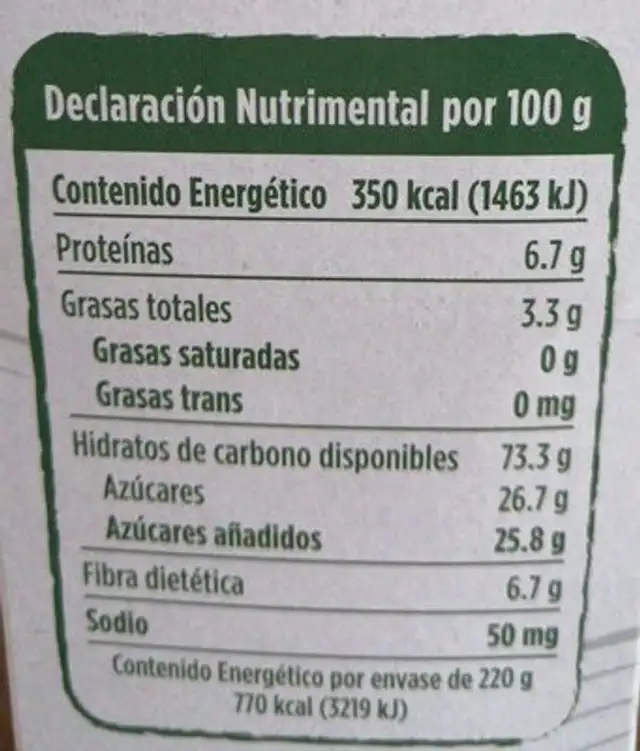 Declaración Nutrimental por 100 g
Contenido Energético 350 kcal (1463 kJ)
Proteínas 6.7 g
Grasas totales 3.3 g
Grasas saturadas 0 g
Grasas trans 0 mg
Hidratos de carbono disponibles 73.3 g
Azúcares 26.7 g
Azúcares añadidos 25.8 g
Fibra dietética 6.7 g
Sodio 50 mg
Contenido Energético por envase de 220 g
770 kcal (3219 kJ)